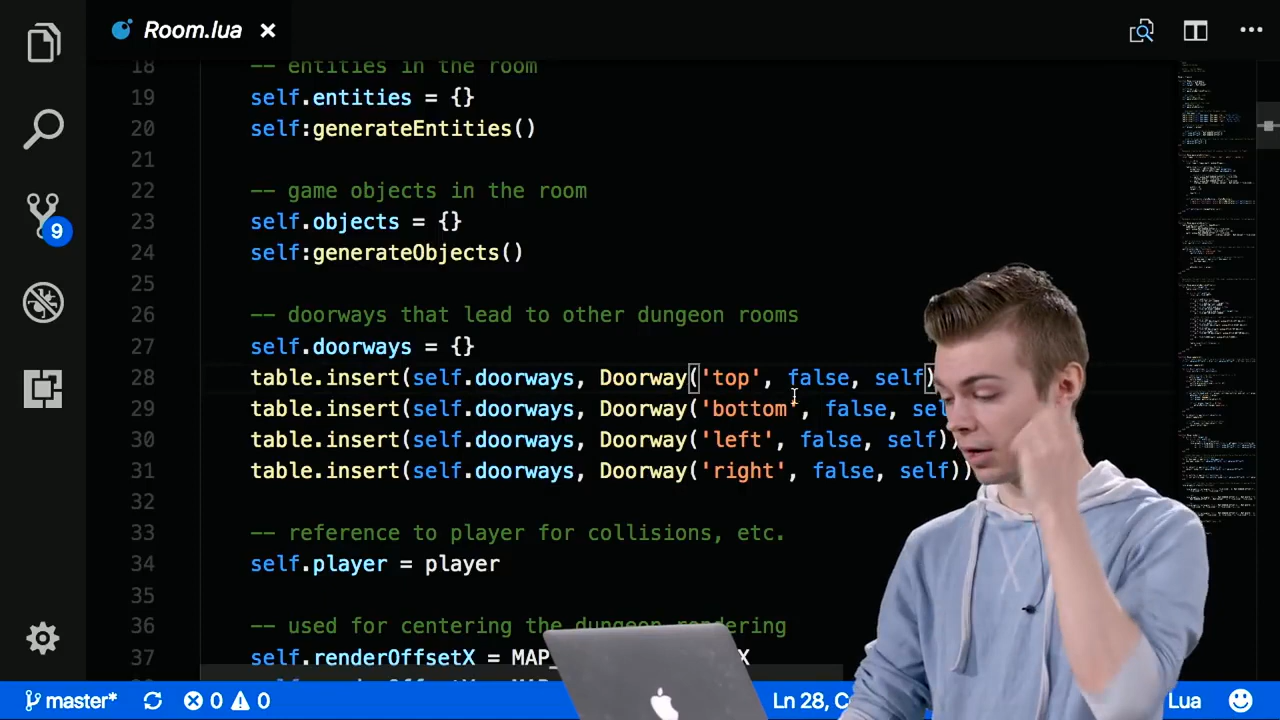 Room.lua
18 -- entities in the room
19 self.entities = {}
20 self:generateEntities()
21
22 -- game objects in the room
23 self.objects = {}
24 self:generateObjects()
25
26 -- doorways that lead to other dungeon rooms
27 self.doorways = {}
28 table.insert(self.doorways, Doorway('top', false, self)
29 table.insert(self.doorways, Doorway('bottom', false, sel
30 table.insert(self.doorways, Doorway('left', false, self))
31 table.insert(self.doorways, Doorway('right', false, self))
32
33 -- reference to player for collisions, etc.
34 self.player = player
35
36 -- used for centering the dungeon rendering
37 self.renderOffsetX = MAP_ X
9
master* 0 0 Ln 28, C Lua